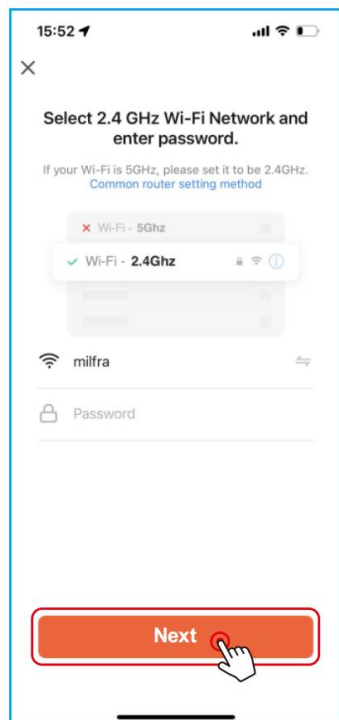 15:52
Select 2.4 GHz Wi-Fi Network and
enter password.
If your Wi-Fi is 5GHz, please set it to be 2.4GHz.
Common router setting method
Wi-Fi - 5Ghz
Wi-Fi - 2.4Ghz
milfra
Password
Next